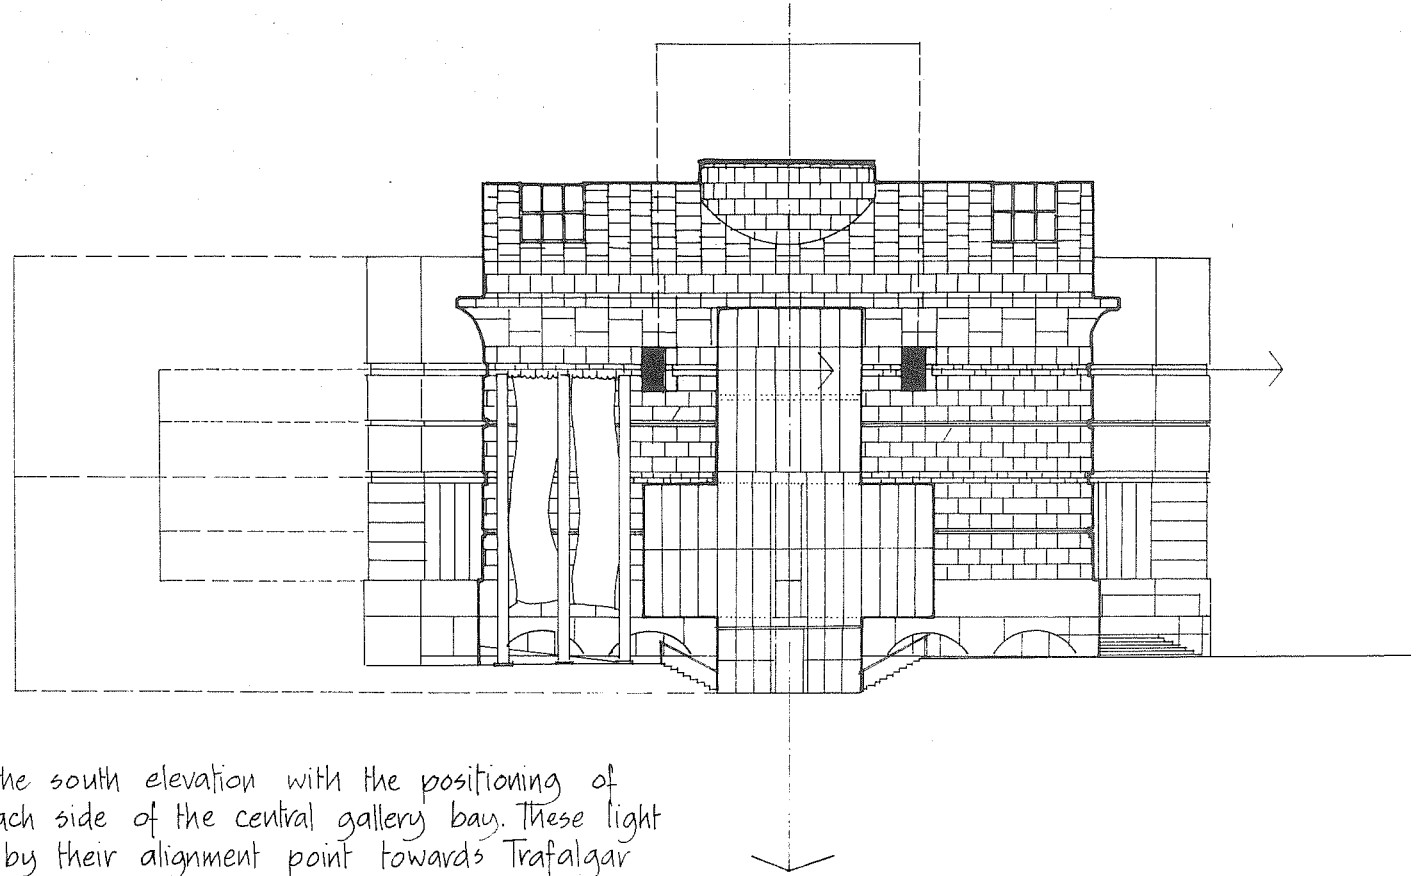 he south elevation with the positioning of
ach side of the central gallery bay. These light
by their alignment point towards Trafalgar